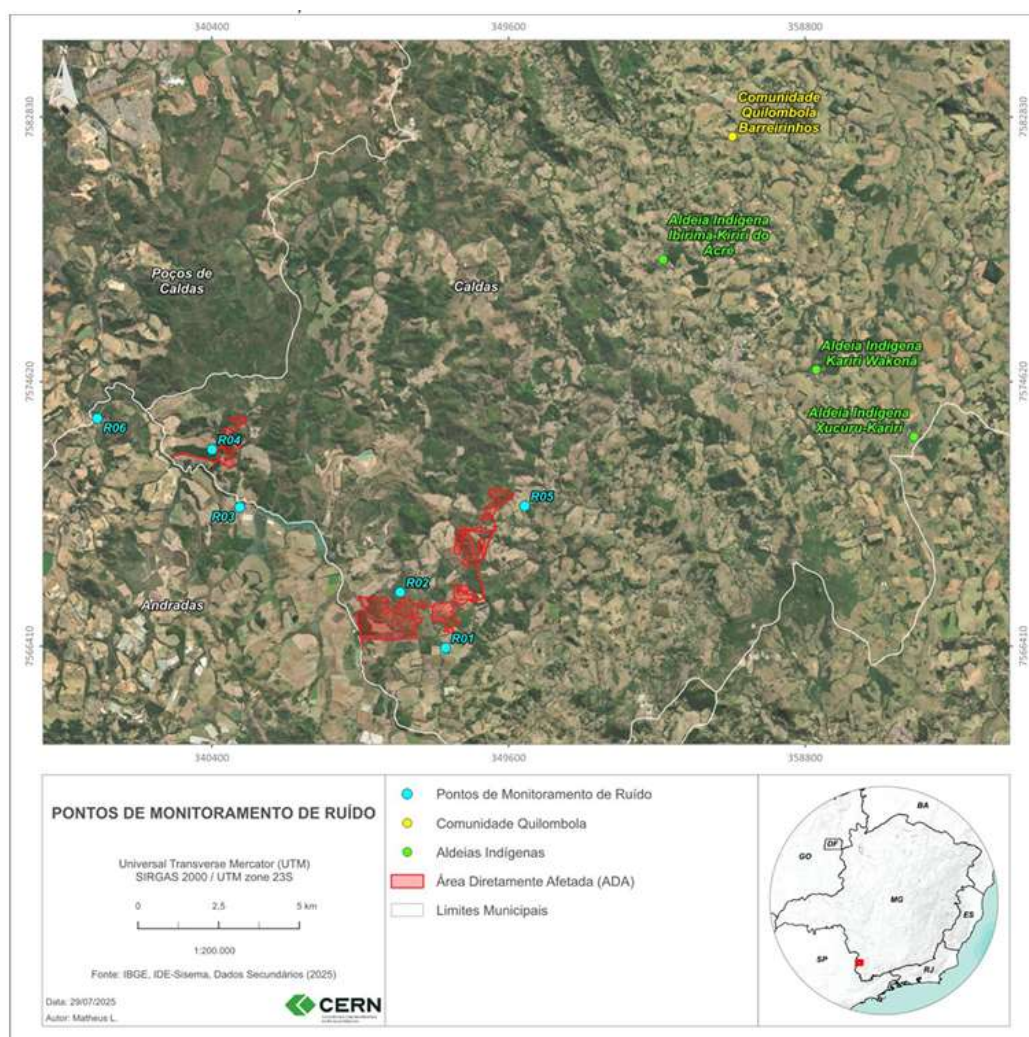 340400 349600 358800
N
7582830 7582830
Comunidade
Quilombola
Barreirinhos
Aldeia Indígena
Ibirima-Kiriri do
Acré
Poços de
Caldas
Caldas
Aldeia Indígena
Kariri Wakonã
7574620 7574620
Aldeia Indígena
Xucuru-Kariri
R06
R04
R03
R05
R02
Andradas
R01
7566410 7566410
340400 349600 358800
PONTOS DE MONITORAMENTO DE RUÍDO
Universal Transverse Mercator (UTM)
SIRGAS 2000 / UTM zone 23S
0 2.5 5 km
1:200.000
Fonte: IBGE, IDE-Sisema, Dados Secundários (2025)
Data: 29/07/2025
Autor: Matheus L.
CERN
Pontos de Monitoramento de Ruído
Comunidade Quilombola
Aldeias Indígenas
Área Diretamente Afetada (ADA)
Limites Municipais
BA
DF
GO
MG
ES
SP
RJ